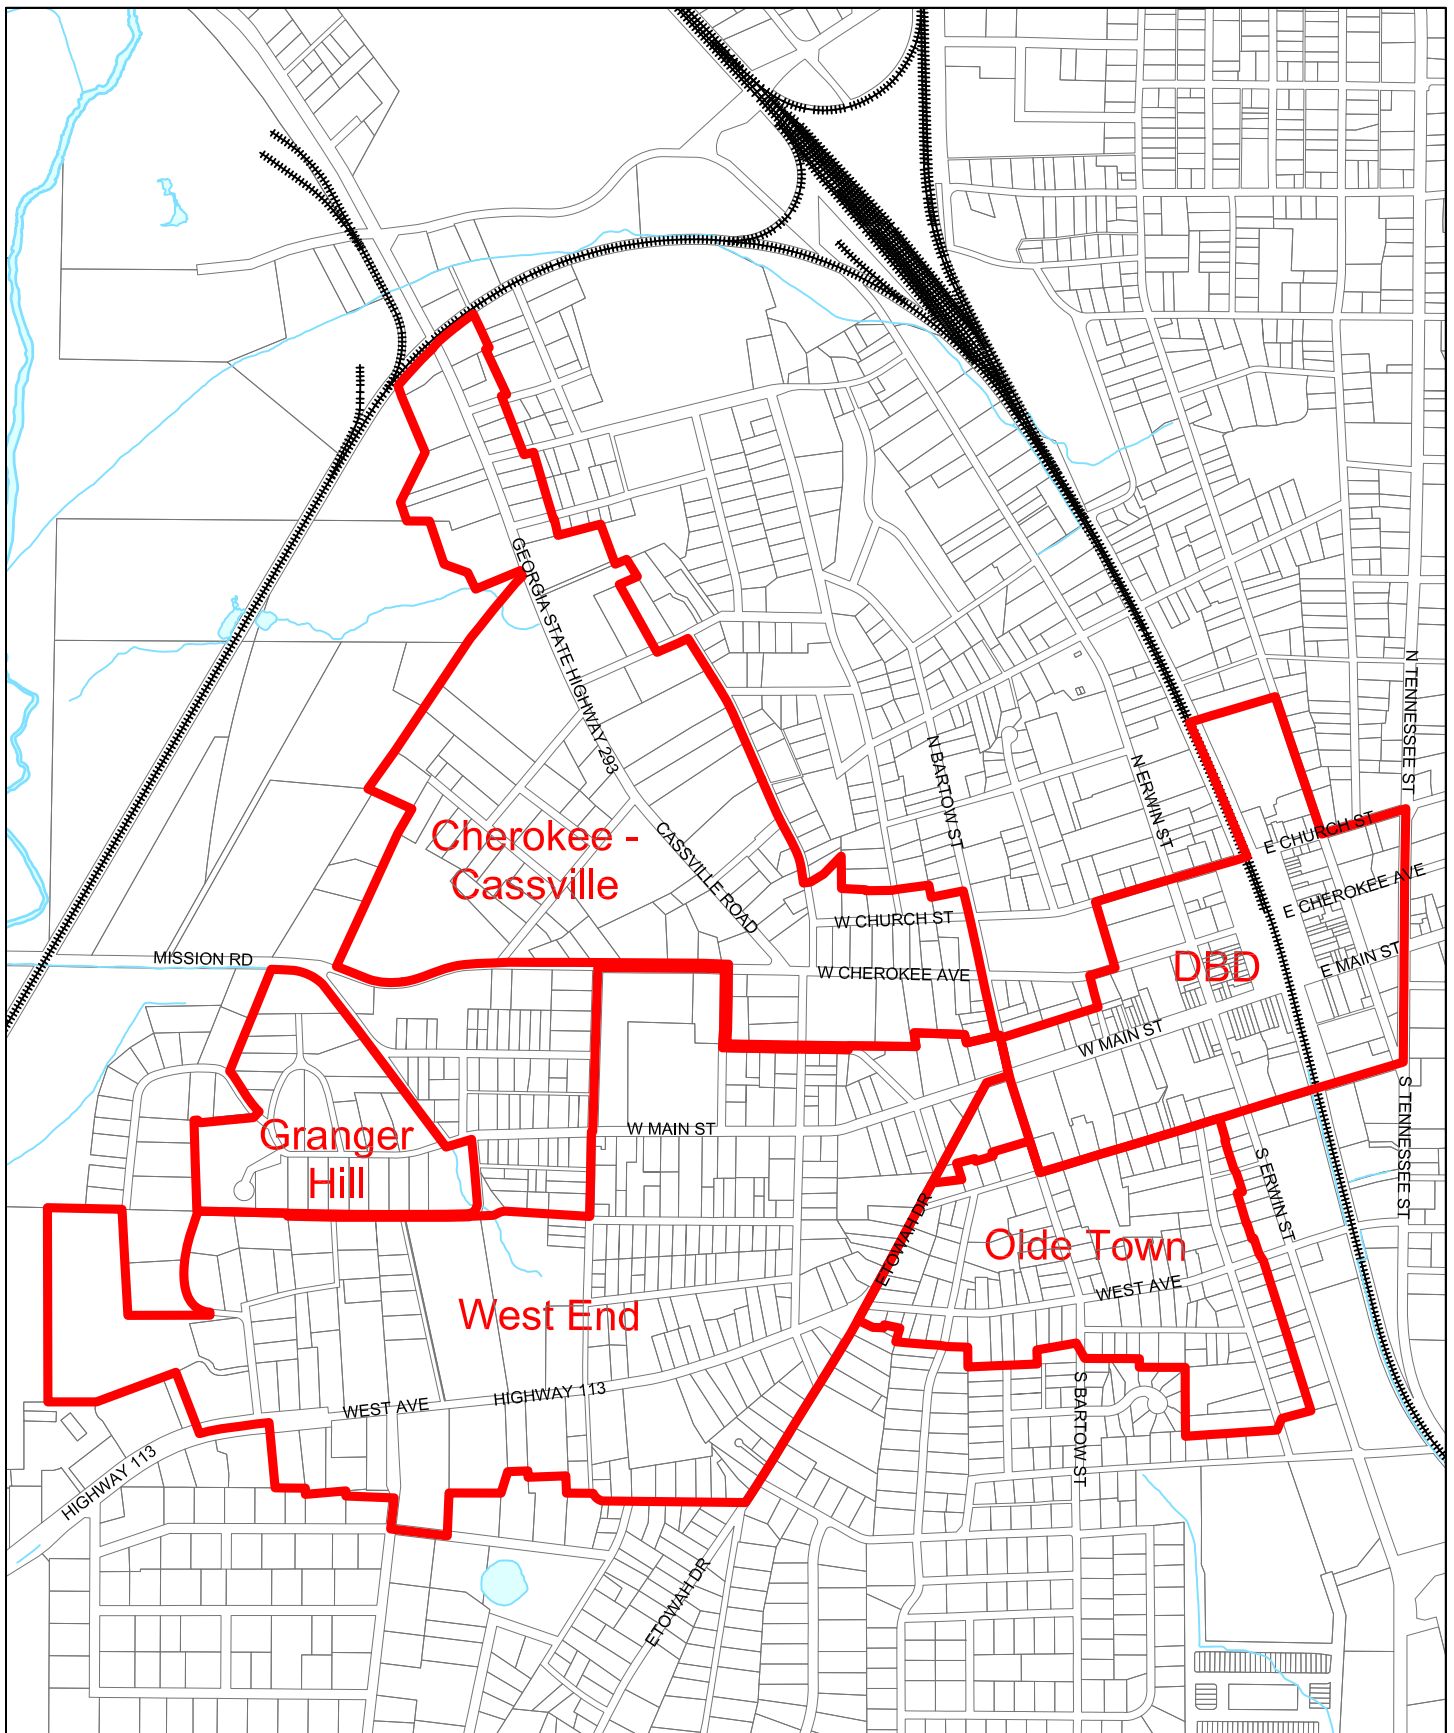 GEORGIA STATE HIGHWAY 293
N TENNESSEE ST
N BARTOW ST
N ERWIN ST
E CHURCH ST
Cherokee -
Cassville
CASSVILLE ROAD
E CHEROKEE AVE
W CHURCH ST
MISSION RD
W CHEROKEE AVE
DBD
E MAIN ST
W MAIN ST
S TENNESSEE ST
Granger
Hill
W MAIN ST
S ERWIN ST
ETOWAH DR
Olde Town
West End
WEST AVE
WEST AVE
HIGHWAY 113
S BARTOW ST
HIGHWAY 113
ETOWAH DR